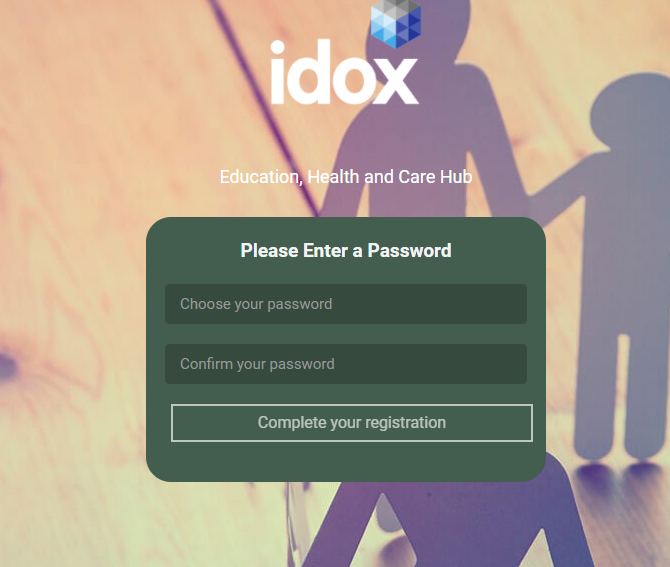 idox
Education, Health and Care Hub
Please Enter a Password
Choose your password
Confirm your password
Complete your registration